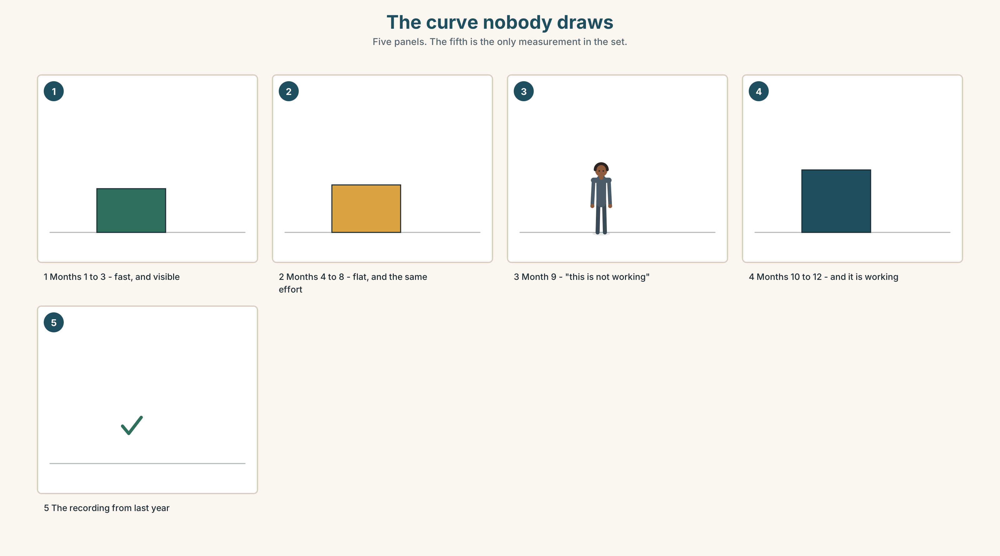 The curve nobody draws
Five panels. The fifth is the only measurement in the set.
1
2
3
4
1 Months 1 to 3 - fast, and visible
2 Months 4 to 8 - flat, and the same
effort
3 Month 9 - "this is not working"
4 Months 10 to 12 - and it is working
5
5 The recording from last year